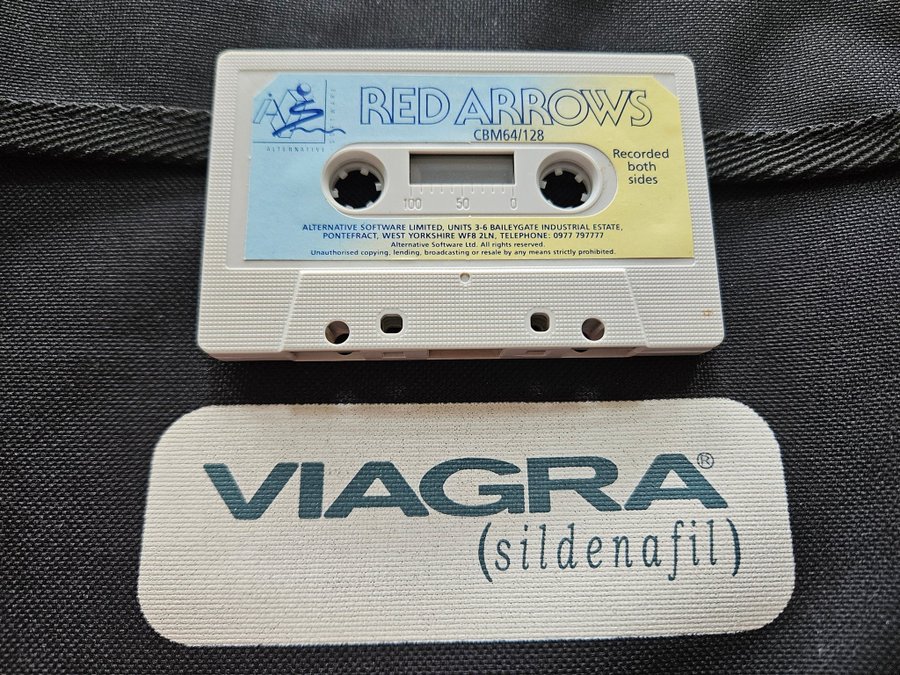 RED ARROWS
CBM64/128
ALTERNATIVE
Recorded
both
sides
100 50 0
ALTERNATIVE SOFTWARE LIMITED, UNITS 3-6 BAILEYGATE INDUSTRIAL ESTATE,
PONTEFRACT, WEST YORKSHIRE WF8 2LN, TELEPHONE: 0977 797777
Alternative Software Ltd. All rights reserved.
Unauthorised copying, lending, broadcasting or resale by any means strictly prohibited.
VIAGRA®
(sildenafil)